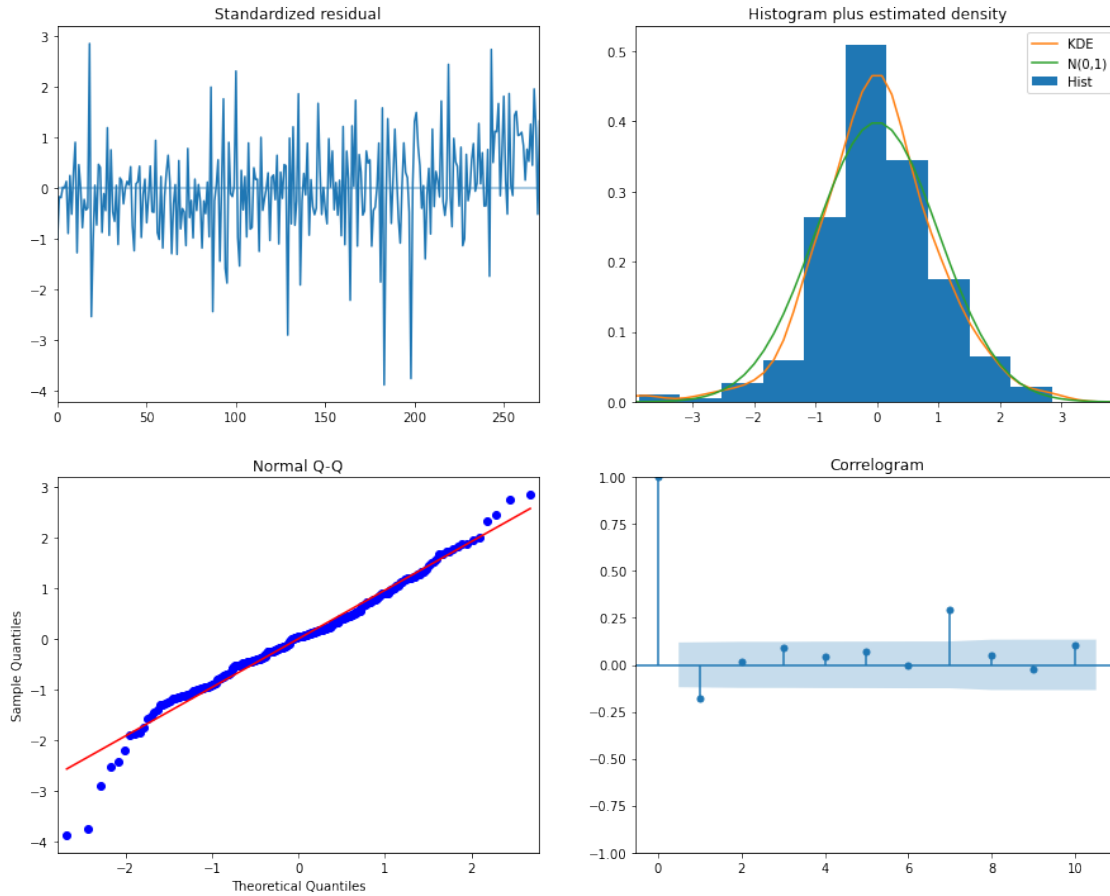 Standardized residual
3
2
1
0
−1
−2
−3
−4
0 50 100 150 200 250
Histogram plus estimated density
KDE
N(0,1)
Hist
0.5
0.4
0.3
0.2
0.1
0.0
−3 −2 −1 0 1 2 3
Normal Q-Q
Sample Quantiles
3
2
1
0
−1
−2
−3
−4
−2 −1 0 1 2
Theoretical Quantiles
Correlogram
1.00
0.75
0.50
0.25
0.00
−0.25
−0.50
−0.75
−1.00
0 2 4 6 8 10